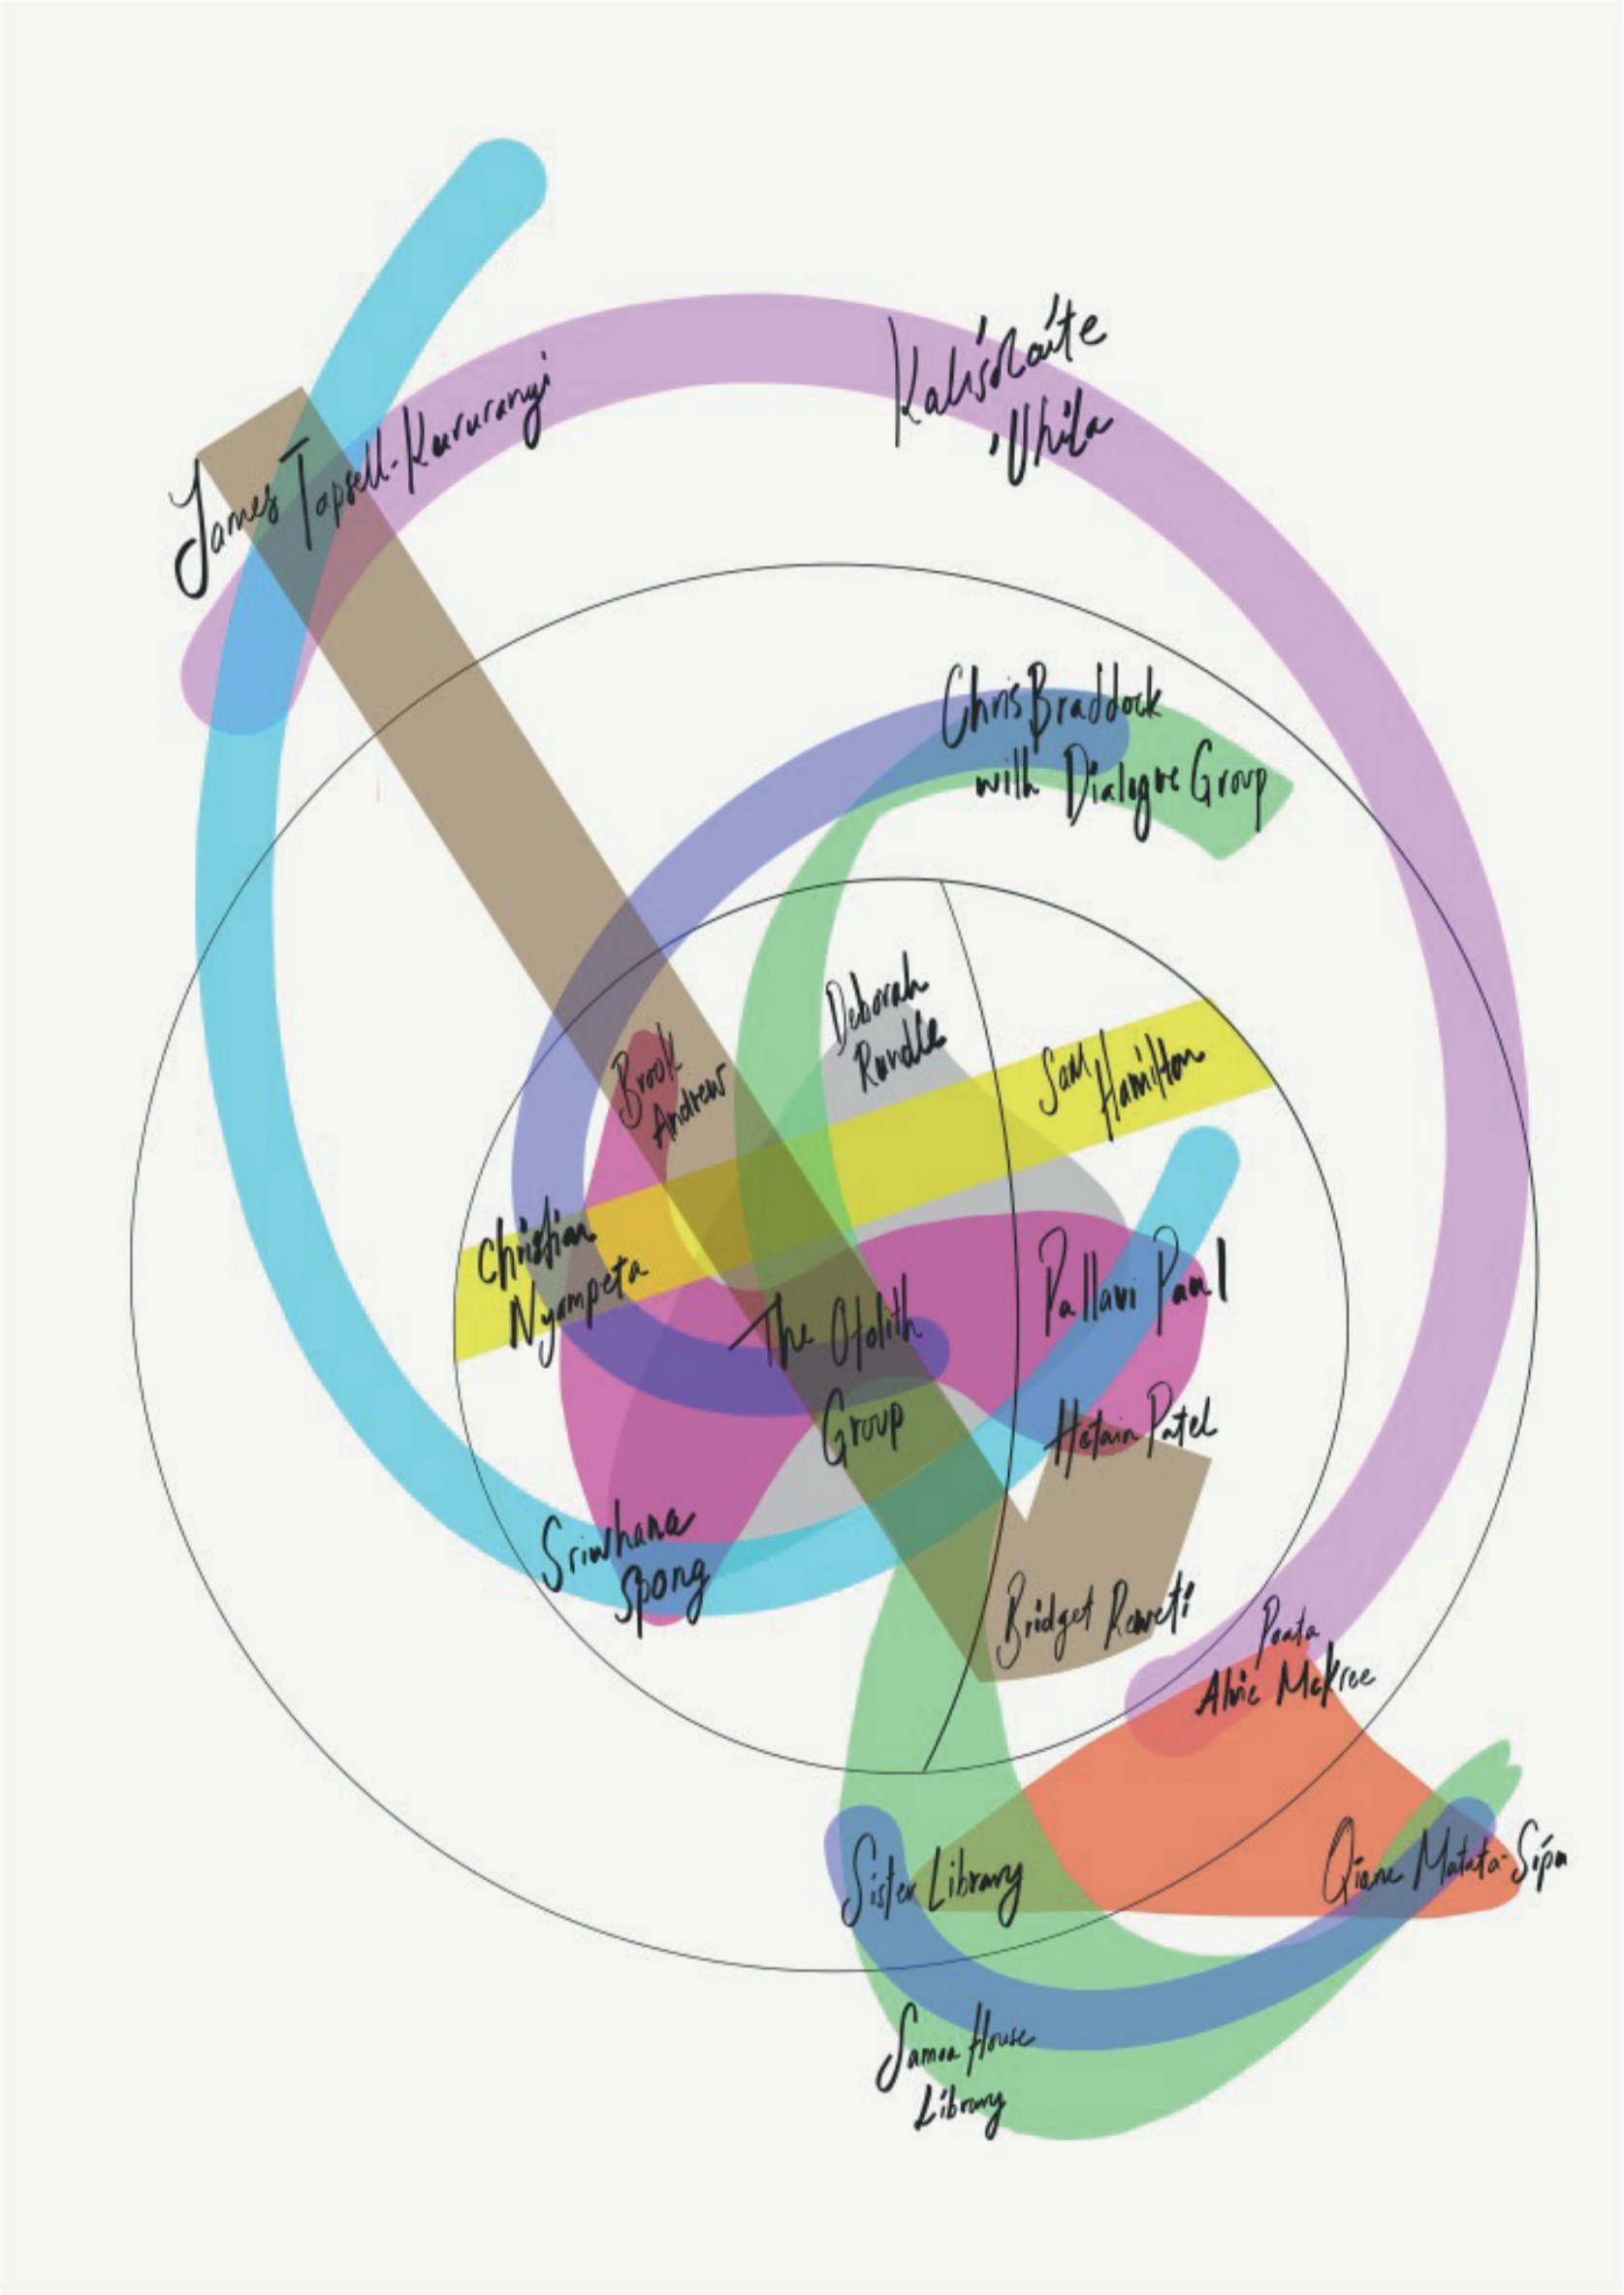 Kalisolaite
'Uhila
James Tapsell-Kururangi
Chris Braddock
with Dialogue Group
Deborah
Rundle
Sam
Hamilton
Brook
Andrew
Christian
Nyampeta
Pallavi Paul
The Otolith
Group
Hetain Patel
Sriwhana
Spong
Bridget Reweti
Poata
Alvie McKree
Sister Library
Qiane Matata-Sipu
Samoa House
Library